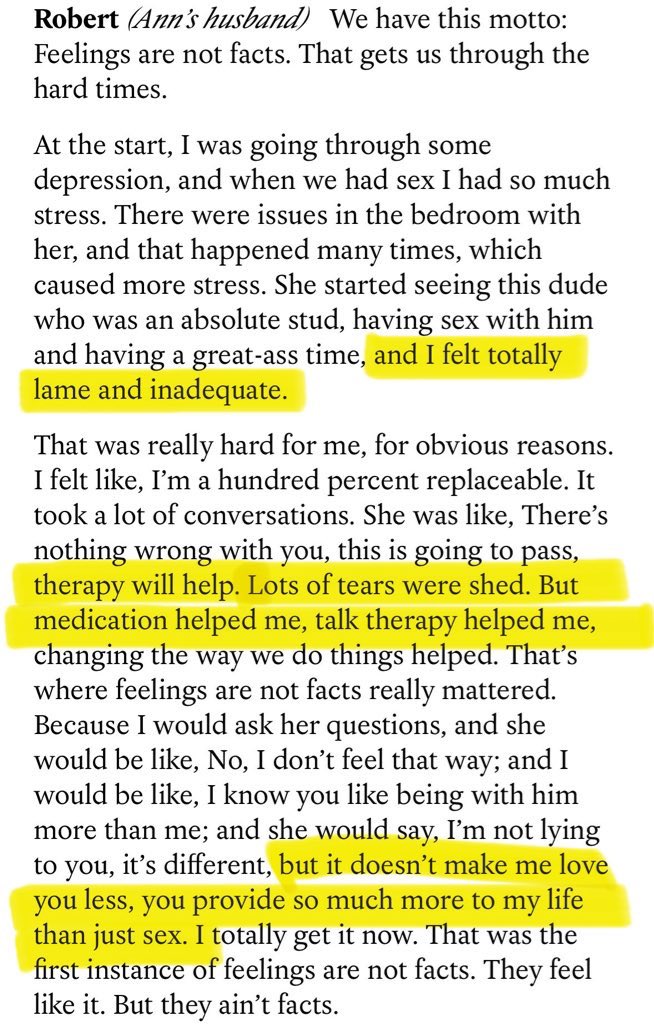 Robert (Ann’s husband) We have this motto:
Feelings are not facts. That gets us through the
hard times.
At the start, I was going through some
depression, and when we had sex I had so much
stress. There were issues in the bedroom with
her, and that happened many times, which
caused more stress. She started seeing this dude
who was an absolute stud, having sex with him
and having a great-ass time, and I felt totally
lame and inadequate.
That was really hard for me, for obvious reasons.
I felt like, I’m a hundred percent replaceable. It
took a lot of conversations. She was like, There’s
nothing wrong with you, this is going to pass,
therapy will help. Lots of tears were shed. But
medication helped me, talk therapy helped me,
changing the way we do things helped. That’s
where feelings are not facts really mattered.
Because I would ask her questions, and she
would be like, No, I don’t feel that way; and I
would be like, I know you like being with him
more than me; and she would say, I’m not lying
to you, it’s different, but it doesn’t make me love
you less, you provide so much more to my life
than just sex. I totally get it now. That was the
first instance of feelings are not facts. They feel
like it. But they ain’t facts.